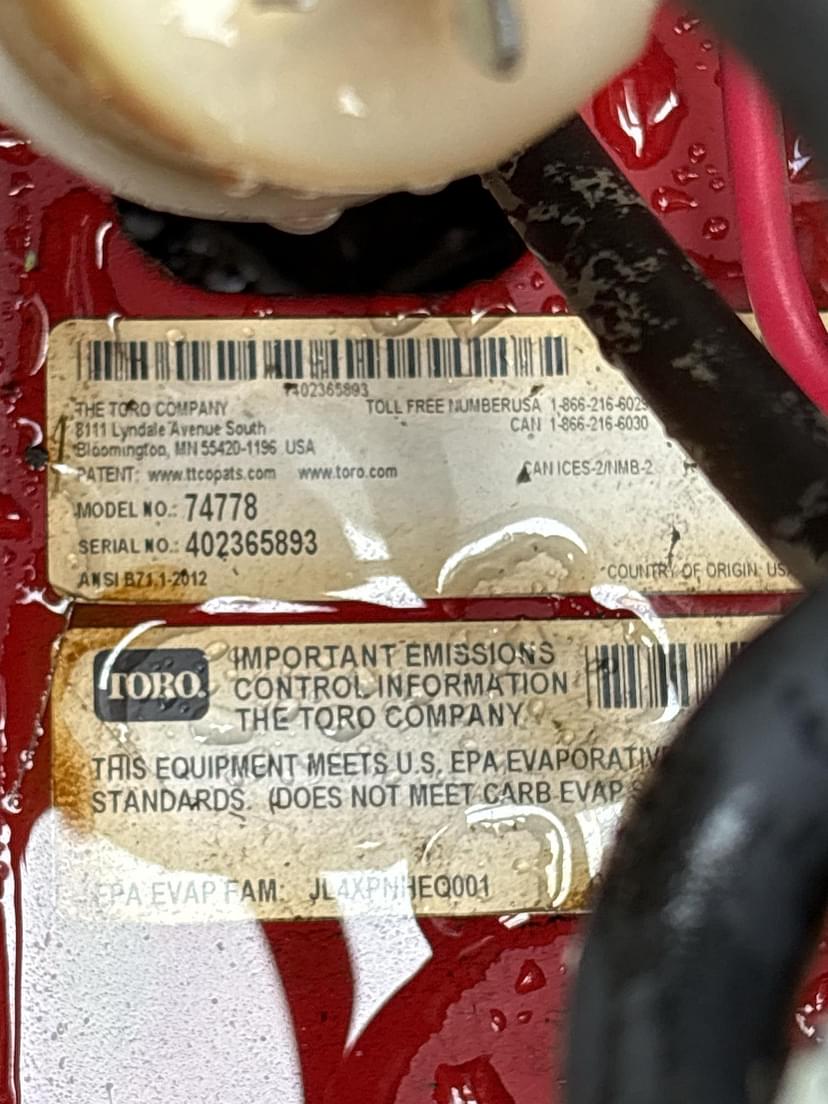 402365893
THE TORO COMPANY
8111 Lyndale Avenue South
Bloomington, MN 55420-1196 USA
TOLL FREE NUMBERUSA 1-866-216-6029
CAN 1-866-216-6030
PATENT: www.ttcopats.com www.toro.com
CAN ICES-2/NMB-2
MODEL NO.: 74778
SERIAL NO.: 402365893
ANSI B71.1-2012
COUNTRY OF ORIGIN: USA
TORO.
IMPORTANT EMISSIONS
CONTROL INFORMATION
THE TORO COMPANY
THIS EQUIPMENT MEETS U.S. EPA EVAPORATIVE
STANDARDS. (DOES NOT MEET CARB EVAP
EPA EVAP FAM: JL4XPNHEQ001